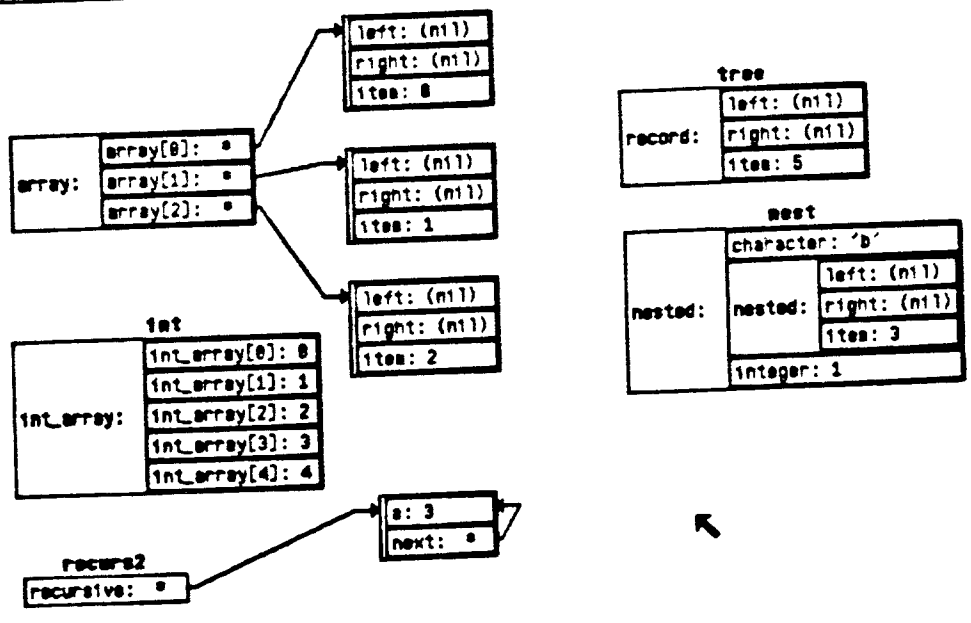 left: (nil)
right: (nil)
item: 0
array:
array[0]: *
array[1]: *
array[2]: *
left: (nil)
right: (nil)
item: 1
left: (nil)
right: (nil)
item: 2
tree
record:
left: (nil)
right: (nil)
item: 5
nest
nested:
character: 'b'
nested:
left: (nil)
right: (nil)
item: 3
integer: 1
int
int_array:
int_array[0]: 0
int_array[1]: 1
int_array[2]: 2
int_array[3]: 3
int_array[4]: 4
recurs2
recursive: *
a: 3
next: *